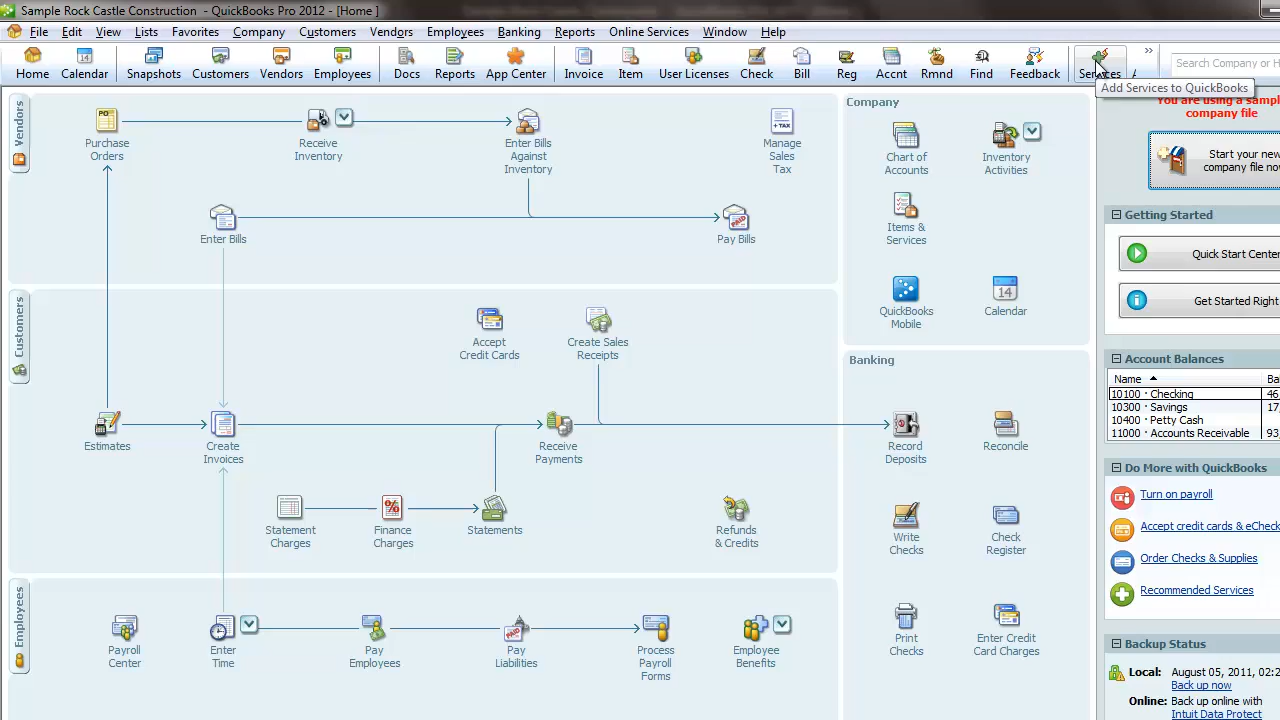 Sample Rock Castle Construction - QuickBooks Pro 2012 - [Home ]
File Edit View Lists Favorites Company Customers Vendors Employees Banking Reports Online Services Window Help
Home Calendar Snapshots Customers Vendors Employees Docs Reports App Center Invoice Item User Licenses Check Bill Reg Accnt Rmnd Find Feedback Services
Search Company or H
Add Services to QuickBooks
Vendors
Purchase
Orders
Receive
Inventory
Enter Bills
Against
Inventory
Manage
Sales
Tax
Enter Bills
Pay Bills
Customers
Accept
Credit Cards
Create Sales
Receipts
Estimates
Create
Invoices
Receive
Payments
Statement
Charges
Finance
Charges
Statements
Refunds
& Credits
Employees
Payroll
Center
Enter
Time
Pay
Employees
Pay
Liabilities
Process
Payroll
Forms
Employee
Benefits
Company
Chart of
Accounts
Inventory
Activities
Items &
Services
QuickBooks
Mobile
14
Calendar
Banking
Record
Deposits
Reconcile
Write
Checks
Check
Register
Print
Checks
Enter Credit
Card Charges
You are using a sampl
company file
Start your new
company file now
Getting Started
Quick Start Center
Get Started Right
Account Balances
Name Ba
10100 · Checking 46
10300 · Savings 17
10400 · Petty Cash
11000 · Accounts Receivable 93
Do More with QuickBooks
Turn on payroll
Accept credit cards & eCheck
Order Checks & Supplies
Recommended Services
Backup Status
Local: August 05, 2011, 02:2
Back up now
Online: Back up online with
Intuit Data Protect